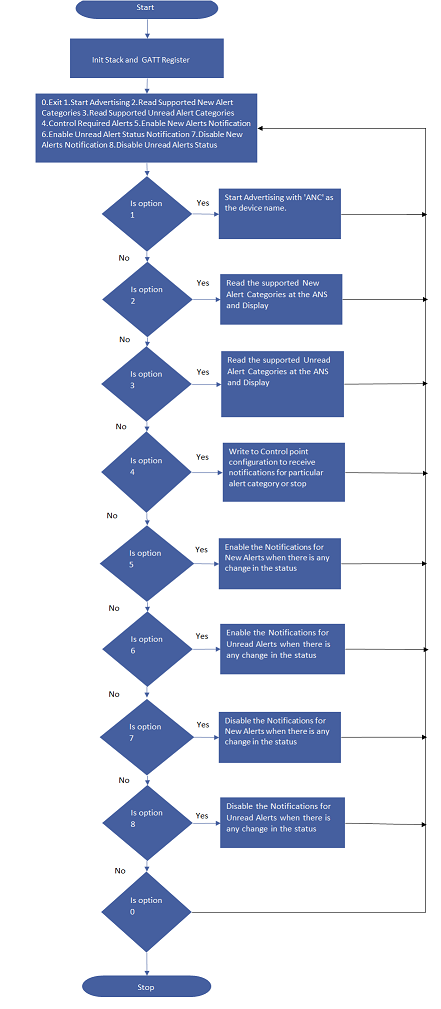 Start
Init Stack and GATT Register
0.Exit 1.Start Advertising 2.Read Supported New Alert
Categories 3.Read Supported Unread Alert Categories
4.Control Required Alerts 5.Enable New Alerts Notification
6.Enable Unread Alert Status Notification 7.Disable New
Alerts Notification 8.Disable Unread Alerts Status
Is option
1
Yes
Start Advertising with 'ANC' as
the device name.
No
Is option
2
Yes
Read the supported New
Alert Categories at the ANS
and Display
No
Is option
3
Yes
Read the supported Unread
Alert Categories at the ANS
and Display
No
Is option
4
Yes
Write to Control point
configuration to receive
notifications for particular
alert category or stop
No
Is option
5
Yes
Enable the Notifications for
New Alerts when there is any
change in the status
No
Is option
6
Yes
Enable the Notifications for
Unread Alerts when there is
any change in the status
No
Is option
7
Yes
Disable the Notifications for
New Alerts when there is any
change in the status
No
Is option
8
Yes
Disable the Notifications for
Unread Alerts when there is
any change in the status
No
Is option
0
Stop